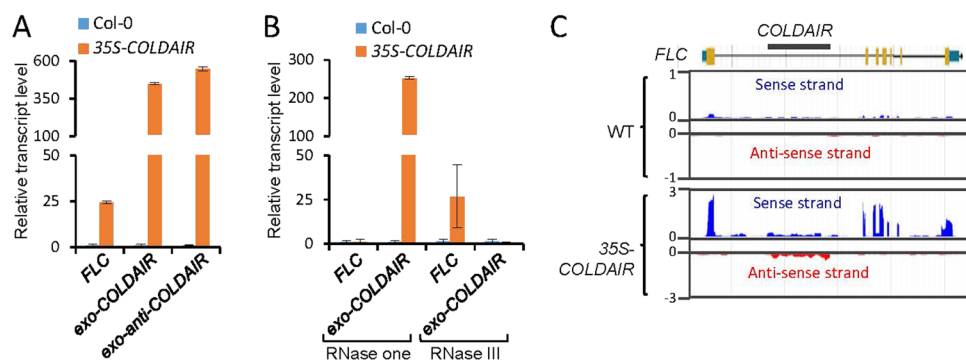 A
Col-0
35S-COLDAIR
Relative transcript level
600
450
300
100
50
25
0
FLC
exo-COLDAIR
exo-anti-COLDAIR
B
Col-0
35S-COLDAIR
Relative transcript level
300
200
100
50
25
0
FLC
exo-COLDAIR
FLC
exo-COLDAIR
RNase one
RNase III
C
COLDAIR
FLC
WT
1
Sense strand
0
0
Anti-sense strand
-1
35S-
COLDAIR
3
Sense strand
0
0
Anti-sense strand
-3